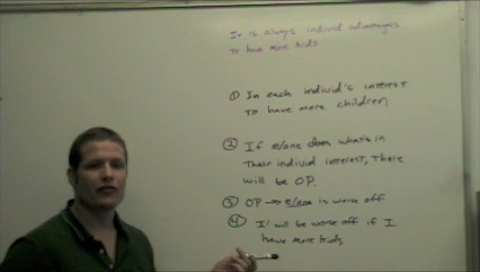 It is always individ advantageous
to have more kids
① In each individ's interest
to have more children
② If e/one does what's in
their individ interest, there
will be OP.
③ OP → e/one is worse off
④ I'll be worse off if I
have more kids